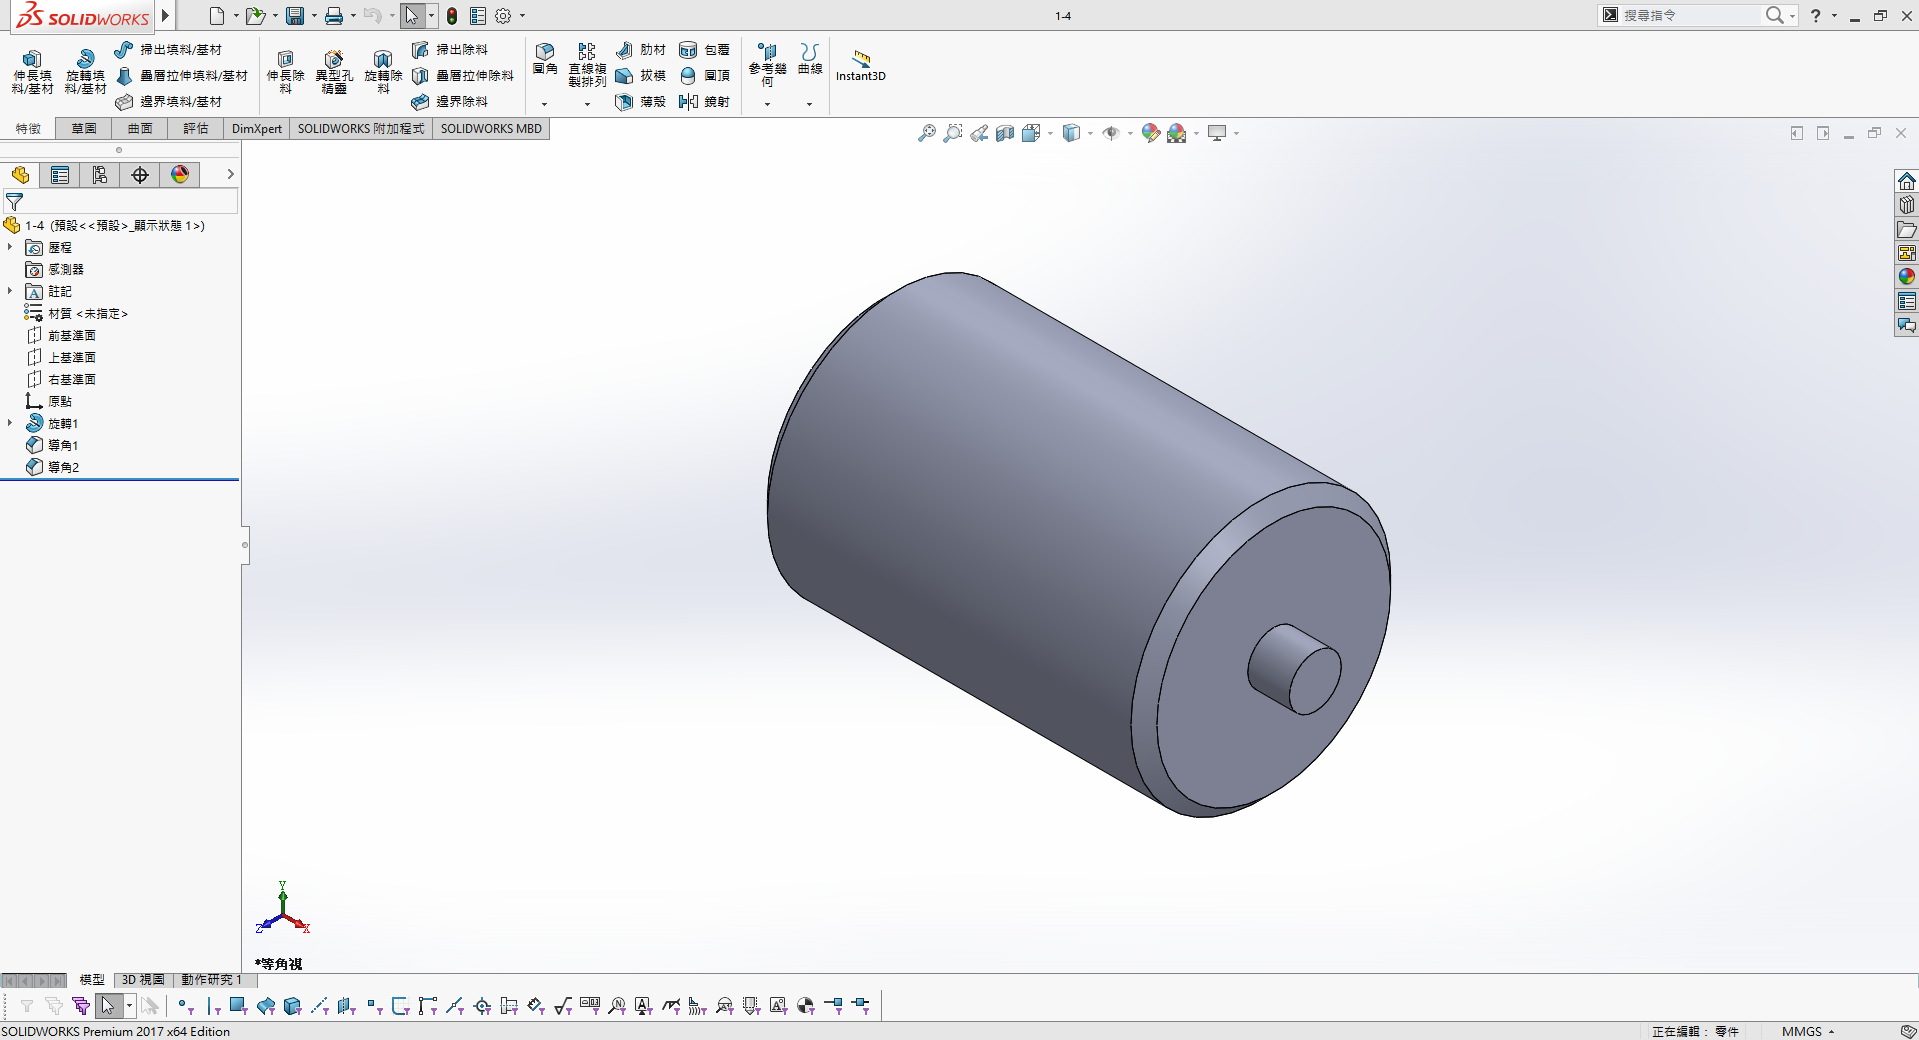 SOLIDWORKS
1-4
搜尋指令
伸長填料/基材
旋轉填料/基材
掃出填料/基材
疊層拉伸填料/基材
邊界填料/基材
伸長除料
異型孔精靈
旋轉除料
掃出除料
疊層拉伸除料
邊界除料
圓角
直線複製排列
肋材
拔模
薄殼
包覆
圓頂
鏡射
參考幾何
曲線
Instant3D
特徵
草圖
曲面
評估
DimXpert
SOLIDWORKS 附加程式
SOLIDWORKS MBD
1-4 (預設<<預設>_顯示狀態 1>)
歷程
感測器
註記
材質 <未指定>
前基準面
上基準面
右基準面
原點
旋轉1
導角1
導角2
Y
Z
X
*等角視
模型
3D 視圖
動作研究 1
SOLIDWORKS Premium 2017 x64 Edition
正在編輯： 零件
MMGS